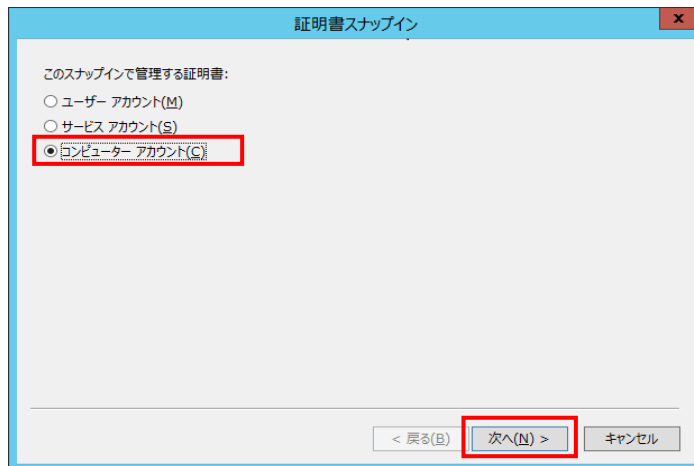 証明書スナップイン
x
このスナップインで管理する証明書:
ユーザー アカウント(M)
サービス アカウント(S)
コンピューター アカウント(C)
< 戻る(B) 次へ(N) > キャンセル